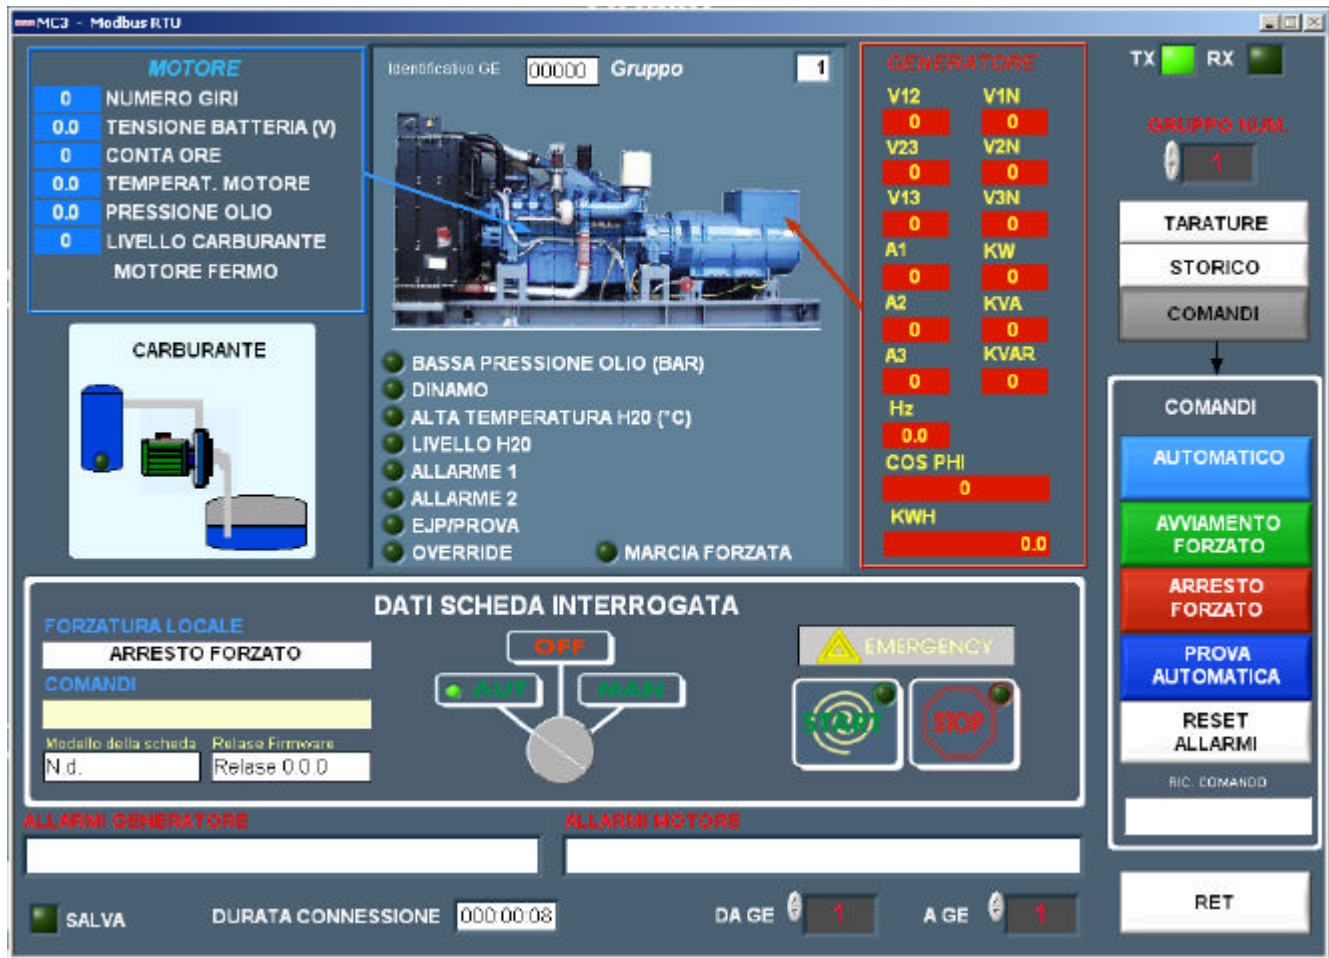 MC3 - Modbus RTU
MOTORE
0 NUMERO GIRI
0.0 TENSIONE BATTERIA (V)
0 CONTA ORE
0.0 TEMPERAT. MOTORE
0.0 PRESSIONE OLIO
0 LIVELLO CARBURANTE
MOTORE FERMO
CARBURANTE
Identificativo GE 00000 Gruppo 1
BASSA PRESSIONE OLIO (BAR)
DINAMO
ALTA TEMPERATURA H20 (°C)
LIVELLO H20
ALLARME 1
ALLARME 2
EJP/PROVA
OVERRIDE MARCIA FORZATA
GENERATORE
V12 V1N
0 0
V23 V2N
0 0
V13 V3N
0 0
A1 KW
0 0
A2 KVA
0 0
A3 KVAR
0 0
Hz
0.0
COS PHI
0
KWH
0.0
TX RX
GRUPPO NUM.
1
TARATURE
STORICO
COMANDI
COMANDI
AUTOMATICO
AVVIAMENTO
FORZATO
ARRESTO
FORZATO
PROVA
AUTOMATICA
RESET
ALLARMI
RIC. COMANDO
RET
DATI SCHEDA INTERROGATA
FORZATURA LOCALE
ARRESTO FORZATO
COMANDI
Modello della scheda Relase Firmware
N.d. Relase 0.0.0
OFF
AUT MAN
EMERGENCY
START STOP
ALLARMI GENERATORE ALLARMI MOTORE
SALVA DURATA CONNESSIONE 000:00:08 DA GE 1 A GE 1